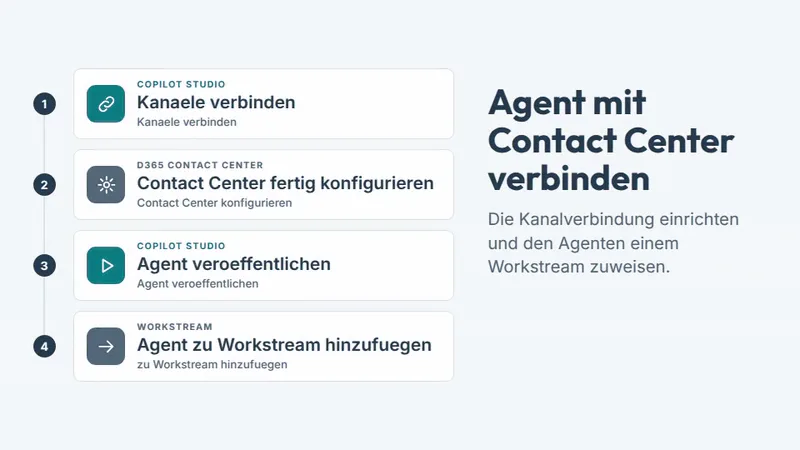 1
COPILOT STUDIO
Kanaele verbinden
Kanaele verbinden
2
D365 CONTACT CENTER
Contact Center fertig konfigurieren
Contact Center konfigurieren
3
COPILOT STUDIO
Agent veroeffentlichen
Agent veroeffentlichen
4
WORKSTREAM
Agent zu Workstream hinzufuegen
zu Workstream hinzufuegen
Agent mit
Contact Center
verbinden
Die Kanalverbindung einrichten
und den Agenten einem
Workstream zuweisen.